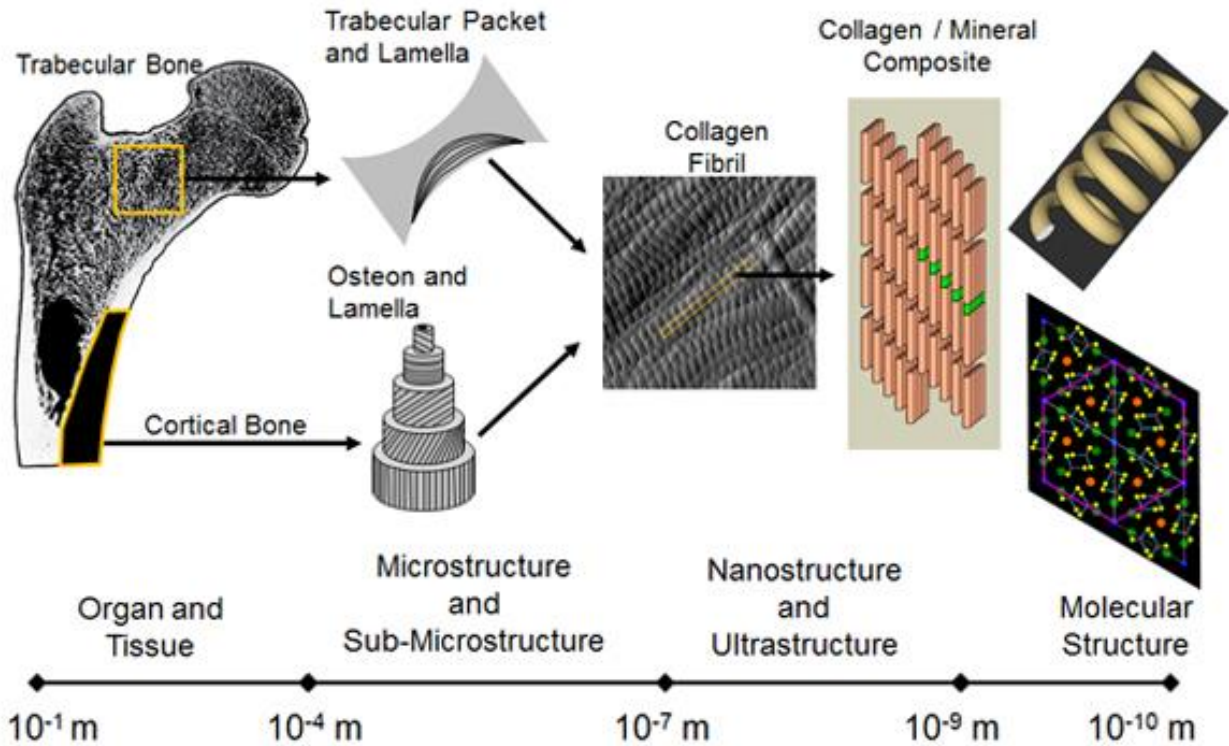 Trabecular Bone
Trabecular Packet
and Lamella
Collagen / Mineral
Composite
Collagen
Fibril
Osteon and
Lamella
Cortical Bone
Organ and
Tissue
Microstructure
and
Sub-Microstructure
Nanostructure
and
Ultrastructure
Molecular
Structure
10⁻¹ m
10⁻⁴ m
10⁻⁷ m
10⁻⁹ m
10⁻¹⁰ m